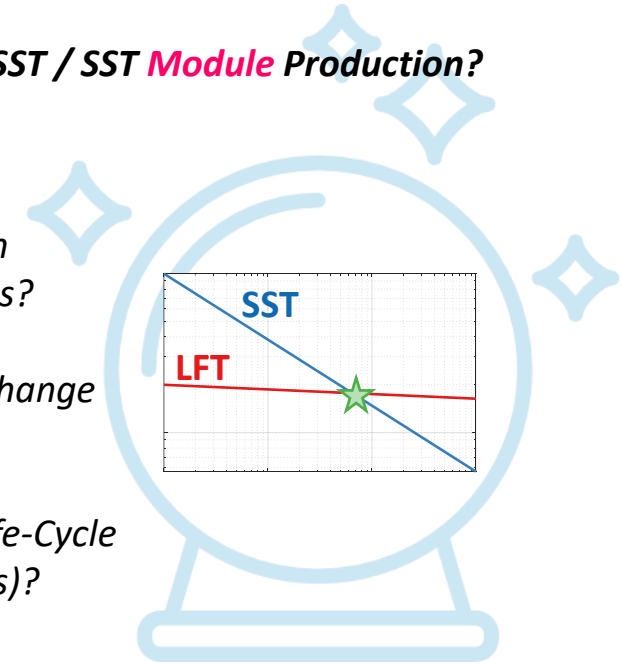 SST / SST Module Production?
SST
s?
LFT
hange
fe-Cycle
s)?